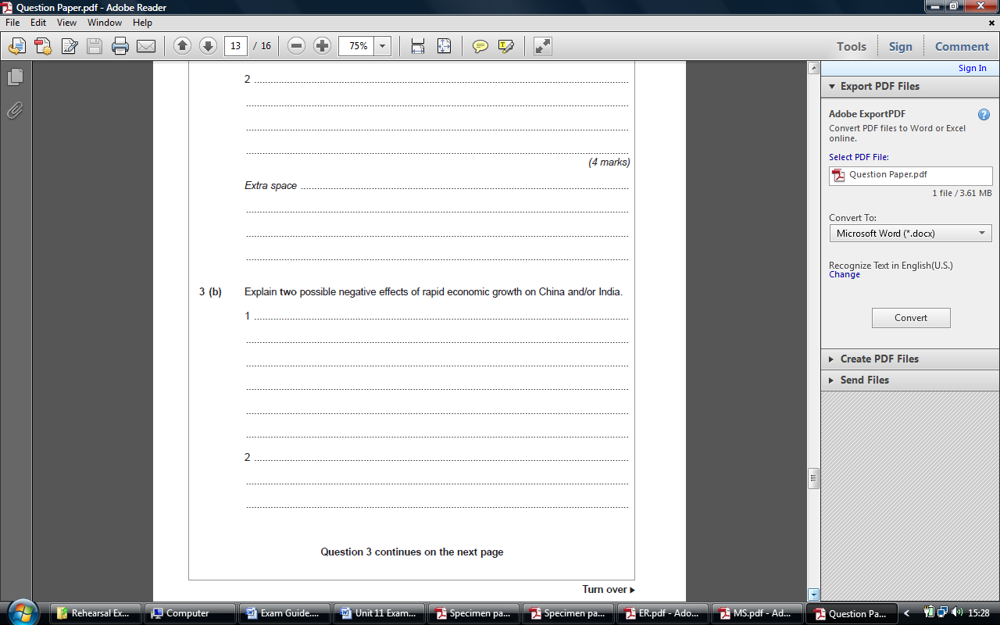 Question Paper.pdf - Adobe Reader
File Edit View Window Help
13 / 16 75% Tools Sign Comment
Sign In
2 ........................................................................
(4 marks)
Extra space ........................................................................
3 (b) Explain two possible negative effects of rapid economic growth on China and/or India.
1 ........................................................................
2 ........................................................................
Question 3 continues on the next page
Turn over
Export PDF Files
Adobe ExportPDF
Convert PDF files to Word or Excel
online.
Select PDF File:
Question Paper.pdf
1 file / 3.61 MB
Convert To:
Microsoft Word (*.docx)
Recognize Text in English(U.S.)
Change
Convert
Create PDF Files
Send Files
Rehearsal Ex... Computer Exam Guide.... Unit 11 Exam... Specimen pa... Specimen pa... ER.pdf - Ado... MS.pdf - Ad... Question Pa... 15:28